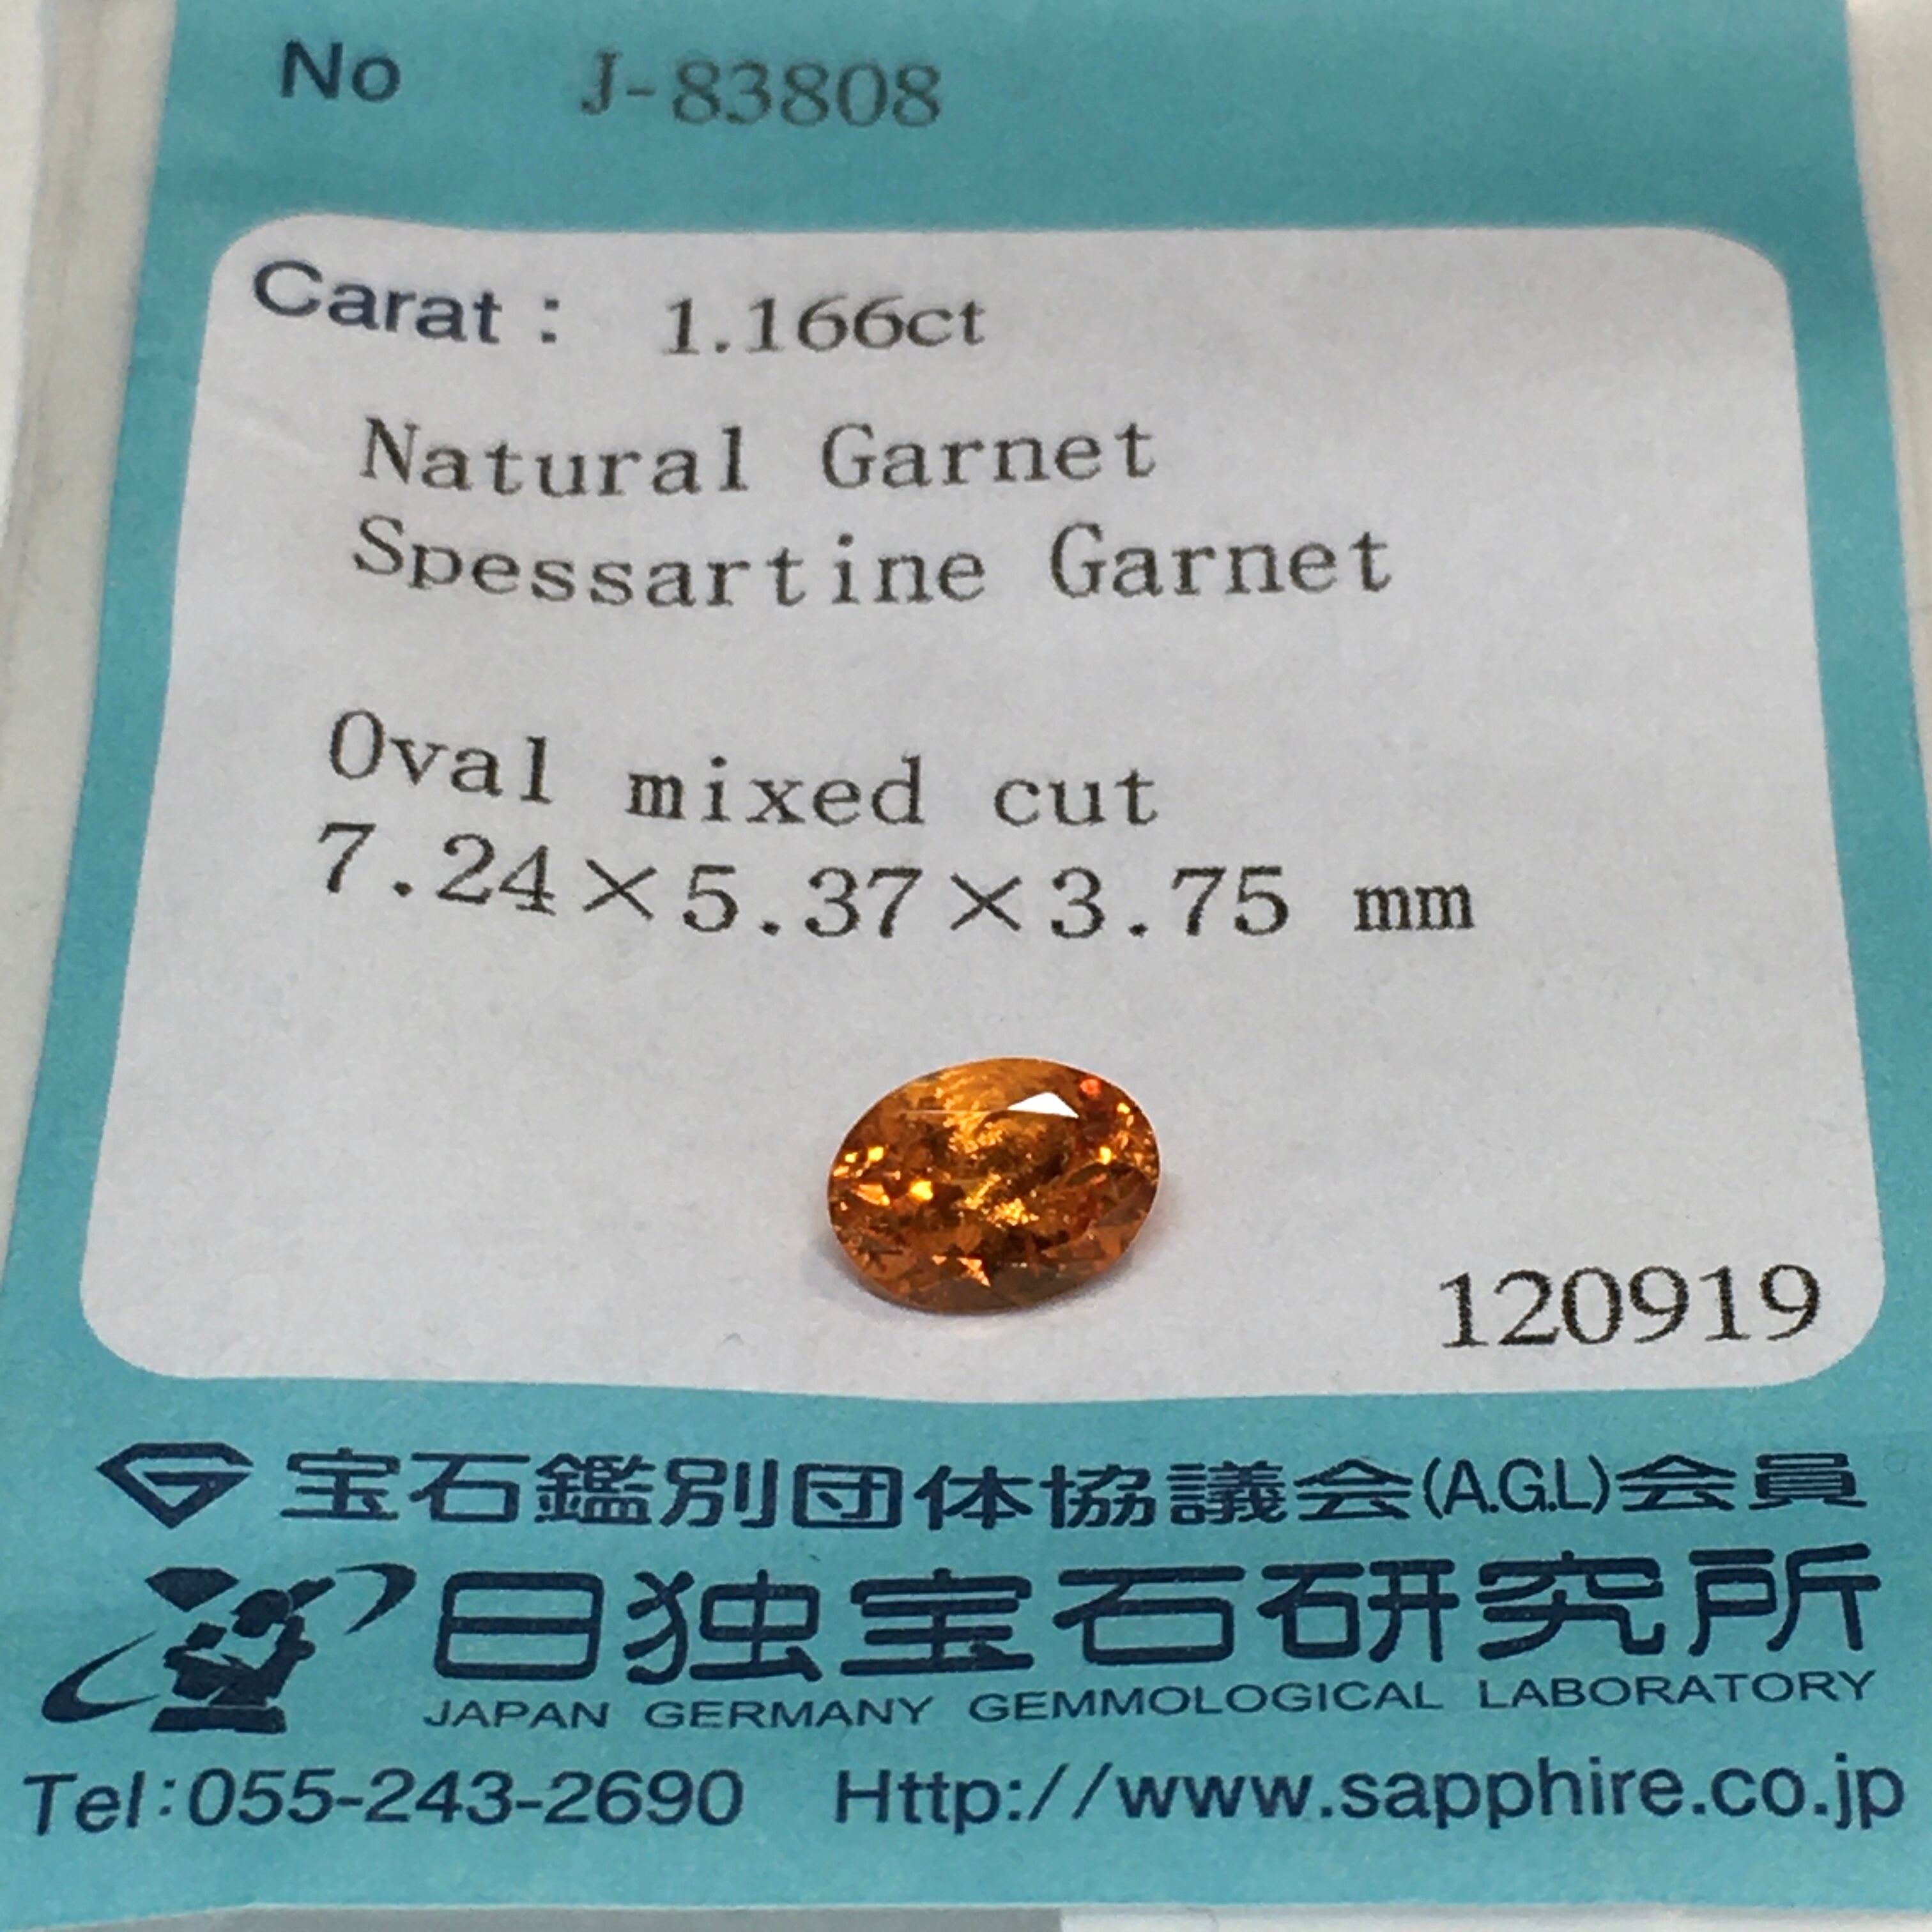 No J-83808
Carat : 1.166ct
Natural Garnet
Spessartine Garnet
Oval mixed cut
7.24×5.37×3.75 mm
120919
宝石鑑別団体協議会(A.G.L)会員
日独宝石研究所
JAPAN GERMANY GEMMOLOGICAL LABORATORY
Tel:055-243-2690 Http://www.sapphire.co.jp